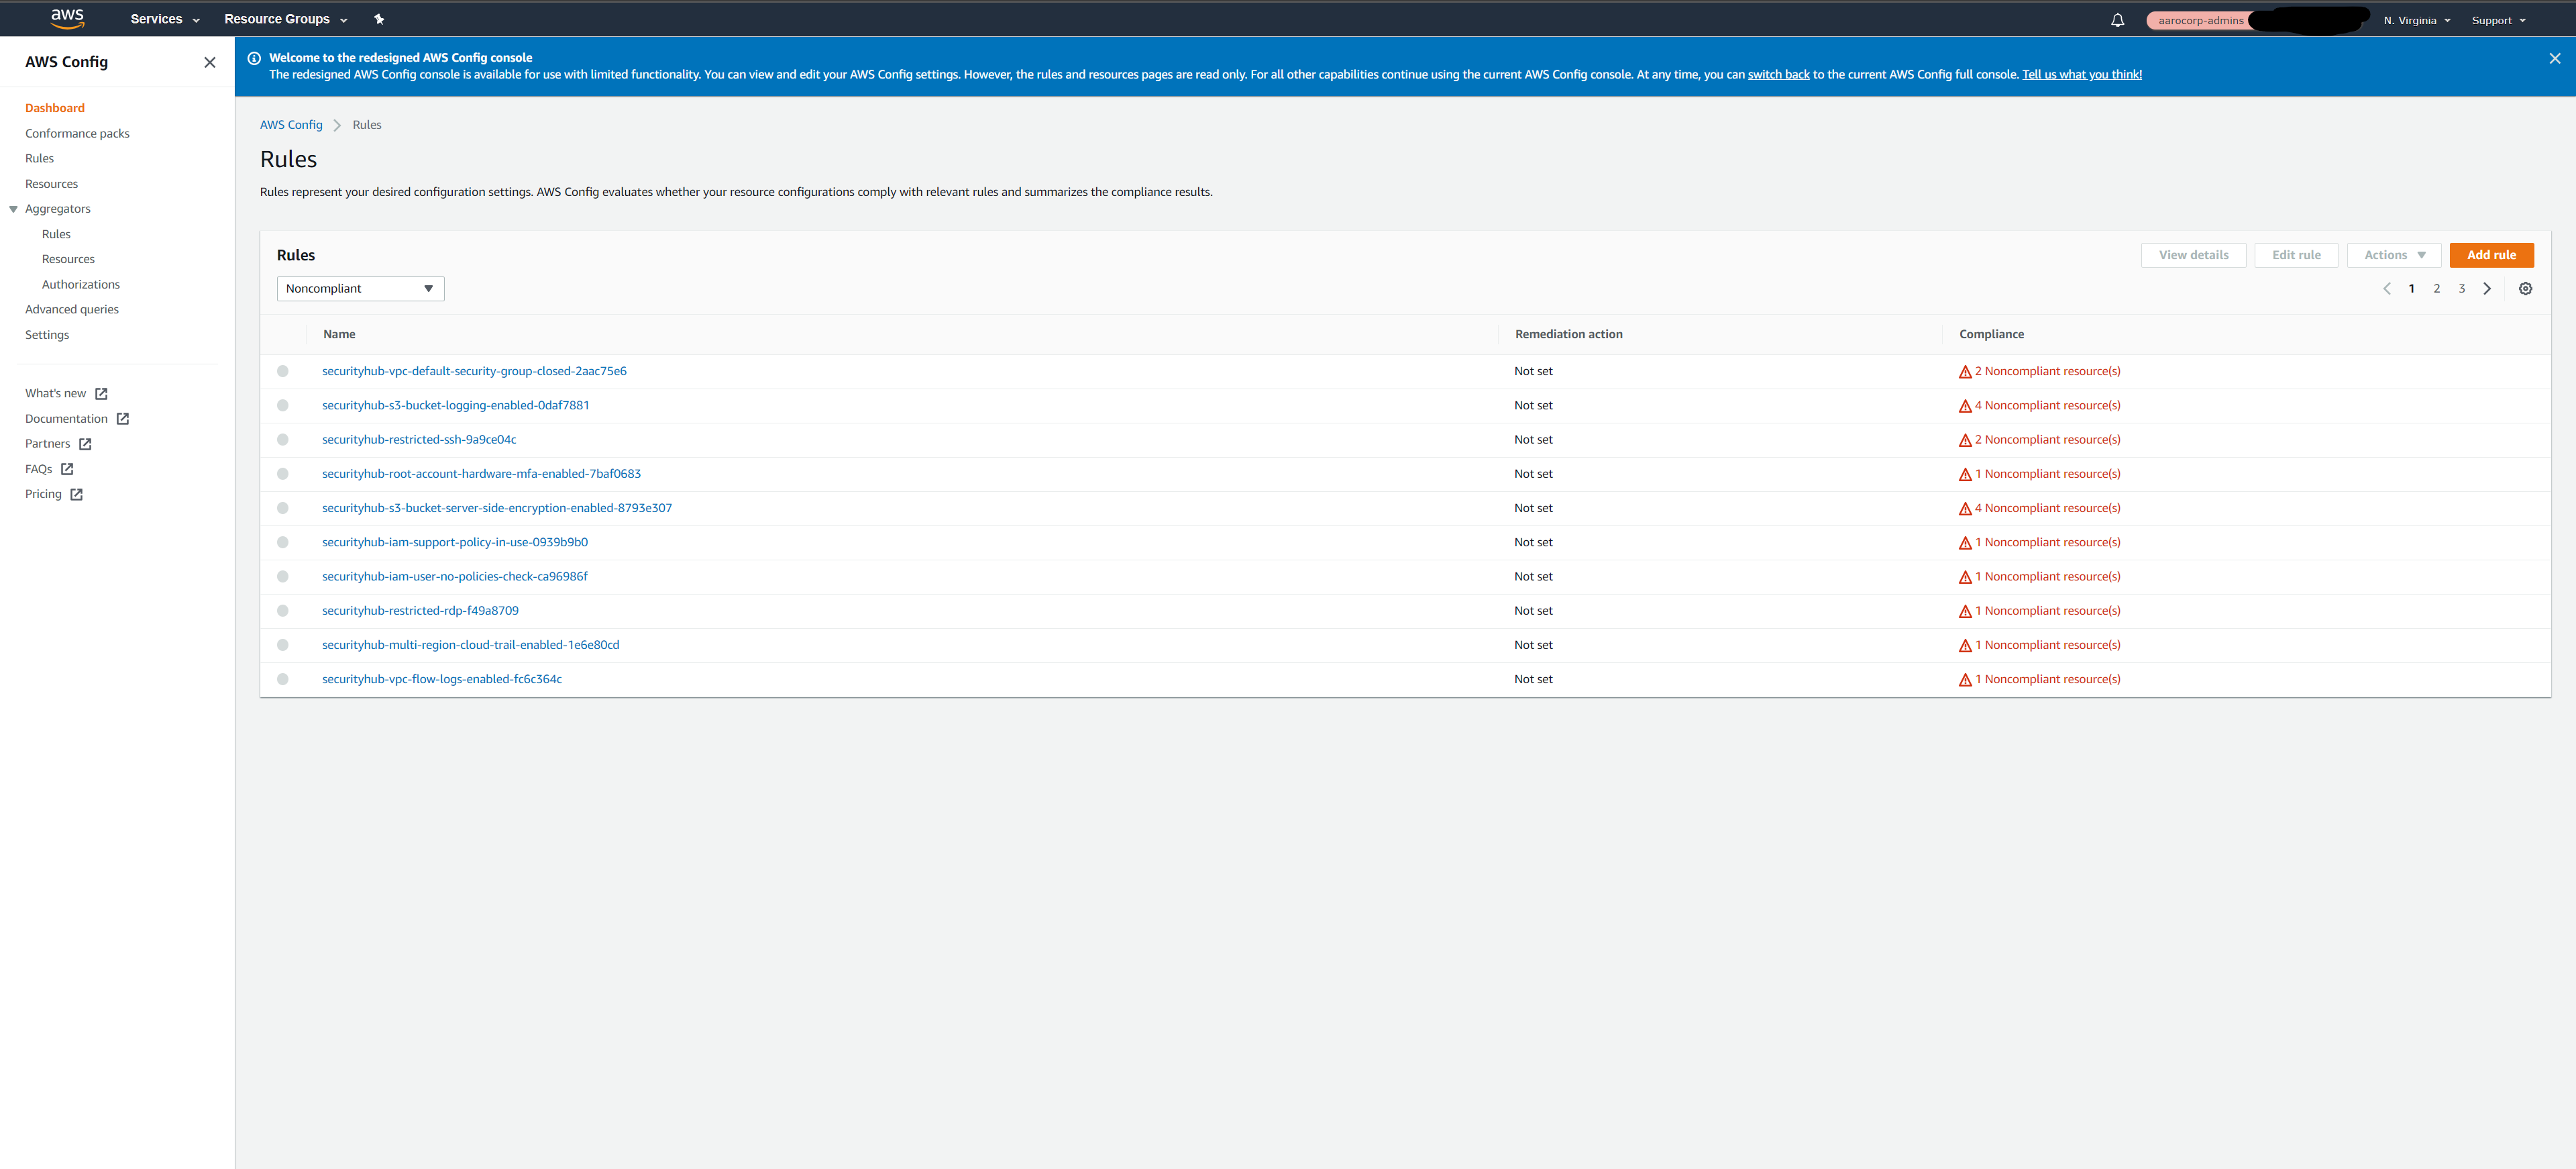 aws Services Resource Groups aarocorp-admins N. Virginia Support
AWS Config
Dashboard
Conformance packs
Rules
Resources
Aggregators
Rules
Resources
Authorizations
Advanced queries
Settings
What's new
Documentation
Partners
FAQs
Pricing
Welcome to the redesigned AWS Config console
The redesigned AWS Config console is available for use with limited functionality. You can view and edit your AWS Config settings. However, the rules and resources pages are read only. For all other capabilities continue using the current AWS Config console. At any time, you can switch back to the current AWS Config full console. Tell us what you think!
AWS Config Rules
Rules
Rules represent your desired configuration settings. AWS Config evaluates whether your resource configurations comply with relevant rules and summarizes the compliance results.
Rules View details Edit rule Actions Add rule
Noncompliant 1 2 3
Name Remediation action Compliance
securityhub-vpc-default-security-group-closed-2aac75e6 Not set 2 Noncompliant resource(s)
securityhub-s3-bucket-logging-enabled-0daf7881 Not set 4 Noncompliant resource(s)
securityhub-restricted-ssh-9a9ce04c Not set 2 Noncompliant resource(s)
securityhub-root-account-hardware-mfa-enabled-7baf0683 Not set 1 Noncompliant resource(s)
securityhub-s3-bucket-server-side-encryption-enabled-8793e307 Not set 4 Noncompliant resource(s)
securityhub-iam-support-policy-in-use-0939b9b0 Not set 1 Noncompliant resource(s)
securityhub-iam-user-no-policies-check-ca96986f Not set 1 Noncompliant resource(s)
securityhub-restricted-rdp-f49a8709 Not set 1 Noncompliant resource(s)
securityhub-multi-region-cloud-trail-enabled-1e6e80cd Not set 1 Noncompliant resource(s)
securityhub-vpc-flow-logs-enabled-fc6c364c Not set 1 Noncompliant resource(s)